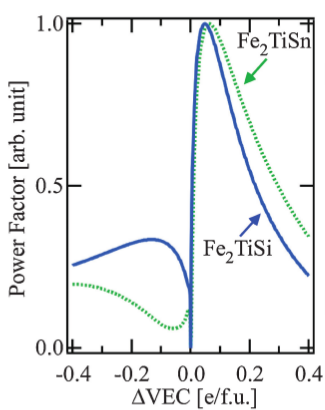 1.0
Fe₂TiSn
Power Factor [arb. unit]
0.5
Fe₂TiSi
0.0
-0.4 -0.2 0.0 0.2 0.4
ΔVEC [e/f.u.]